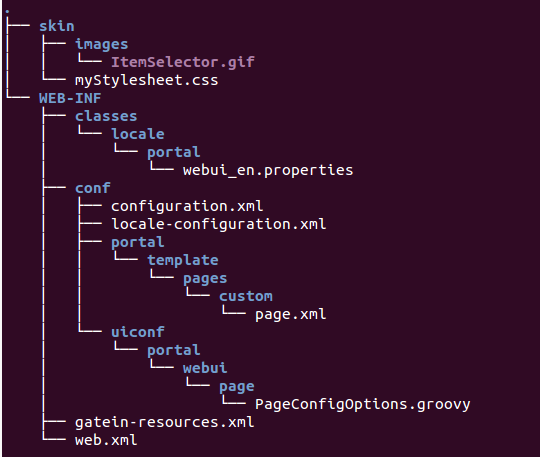 .
├── skin
│   ├── images
│   │   └── ItemSelector.gif
│   └── myStylesheet.css
└── WEB-INF
    ├── classes
    │   └── locale
    │       └── portal
    │           └── webui_en.properties
    ├── conf
    │   ├── configuration.xml
    │   ├── locale-configuration.xml
    │   ├── portal
    │   │   └── template
    │   │       └── pages
    │   │           └── custom
    │   │               └── page.xml
    │   └── uiconf
    │       └── portal
    │           └── webui
    │               └── page
    │                   └── PageConfigOptions.groovy
    ├── gatein-resources.xml
    └── web.xml